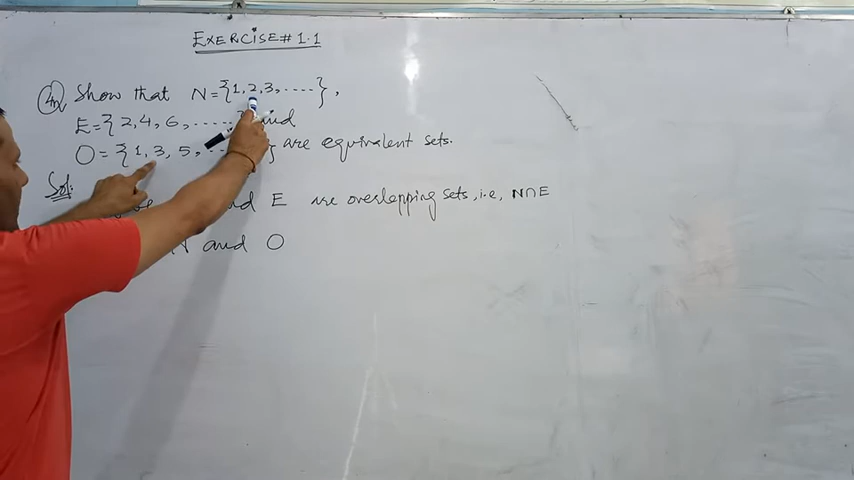 EXERCISE # 1.1
Q4 Show that N={1,2,3,....},
E={2,4,6,..... and
O={1,3,5,.. } are equivalent sets.
Sol:
and E are overlapping sets, i.e, N∩E
and O